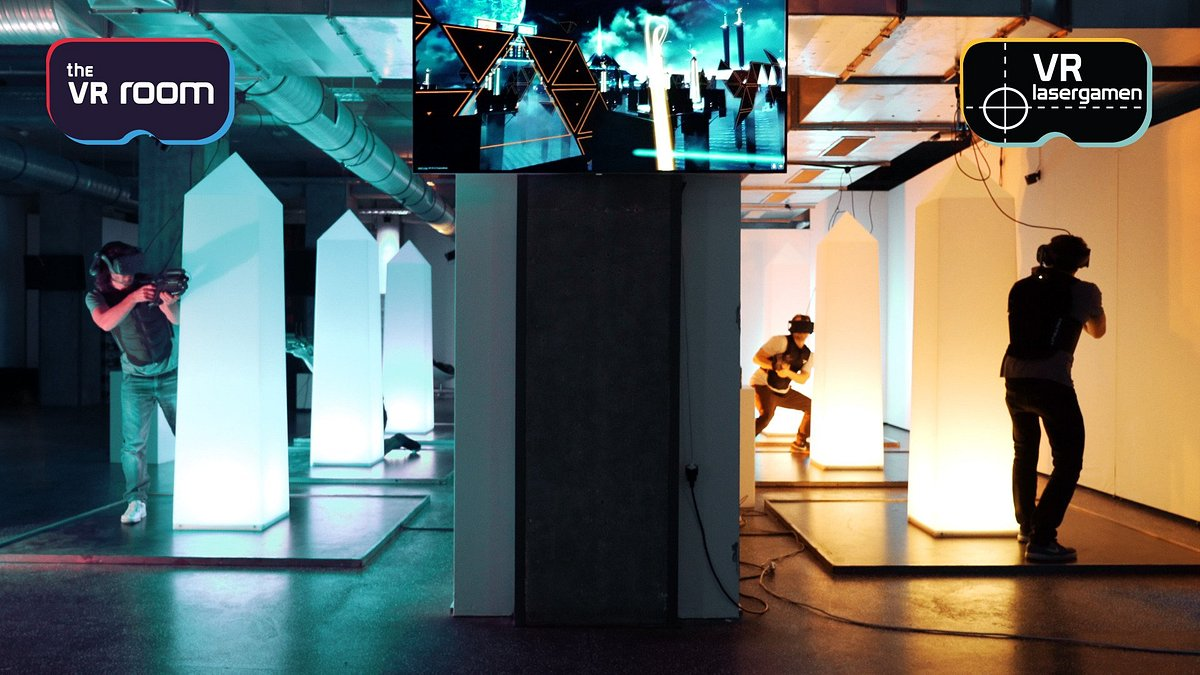 the
VR room
VR
lasergamen